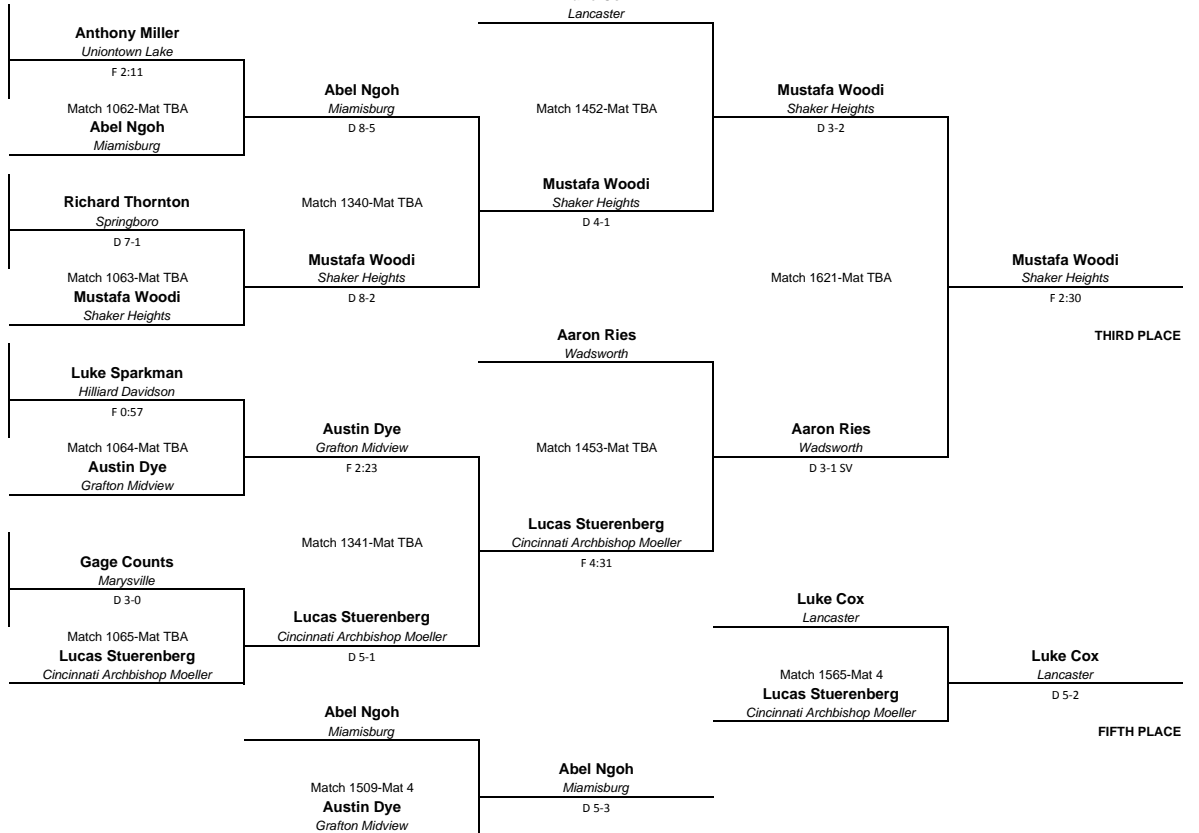 Lancaster
Anthony Miller
Uniontown Lake
F 2:11
Match 1062-Mat TBA
Abel Ngoh
Miamisburg
Abel Ngoh
Miamisburg
D 8-5
Match 1452-Mat TBA
Mustafa Woodi
Shaker Heights
D 3-2
Richard Thornton
Springboro
D 7-1
Match 1063-Mat TBA
Mustafa Woodi
Shaker Heights
Match 1340-Mat TBA
Mustafa Woodi
Shaker Heights
D 8-2
Mustafa Woodi
Shaker Heights
D 4-1
Match 1621-Mat TBA
Mustafa Woodi
Shaker Heights
F 2:30
THIRD PLACE
Luke Sparkman
Hilliard Davidson
F 0:57
Match 1064-Mat TBA
Austin Dye
Grafton Midview
Austin Dye
Grafton Midview
F 2:23
Aaron Ries
Wadsworth
Match 1453-Mat TBA
Aaron Ries
Wadsworth
D 3-1 SV
Gage Counts
Marysville
D 3-0
Match 1065-Mat TBA
Lucas Stuerenberg
Cincinnati Archbishop Moeller
Match 1341-Mat TBA
Lucas Stuerenberg
Cincinnati Archbishop Moeller
D 5-1
Lucas Stuerenberg
Cincinnati Archbishop Moeller
F 4:31
Luke Cox
Lancaster
Match 1565-Mat 4
Lucas Stuerenberg
Cincinnati Archbishop Moeller
Luke Cox
Lancaster
D 5-2
FIFTH PLACE
Abel Ngoh
Miamisburg
Match 1509-Mat 4
Austin Dye
Grafton Midview
Abel Ngoh
Miamisburg
D 5-3